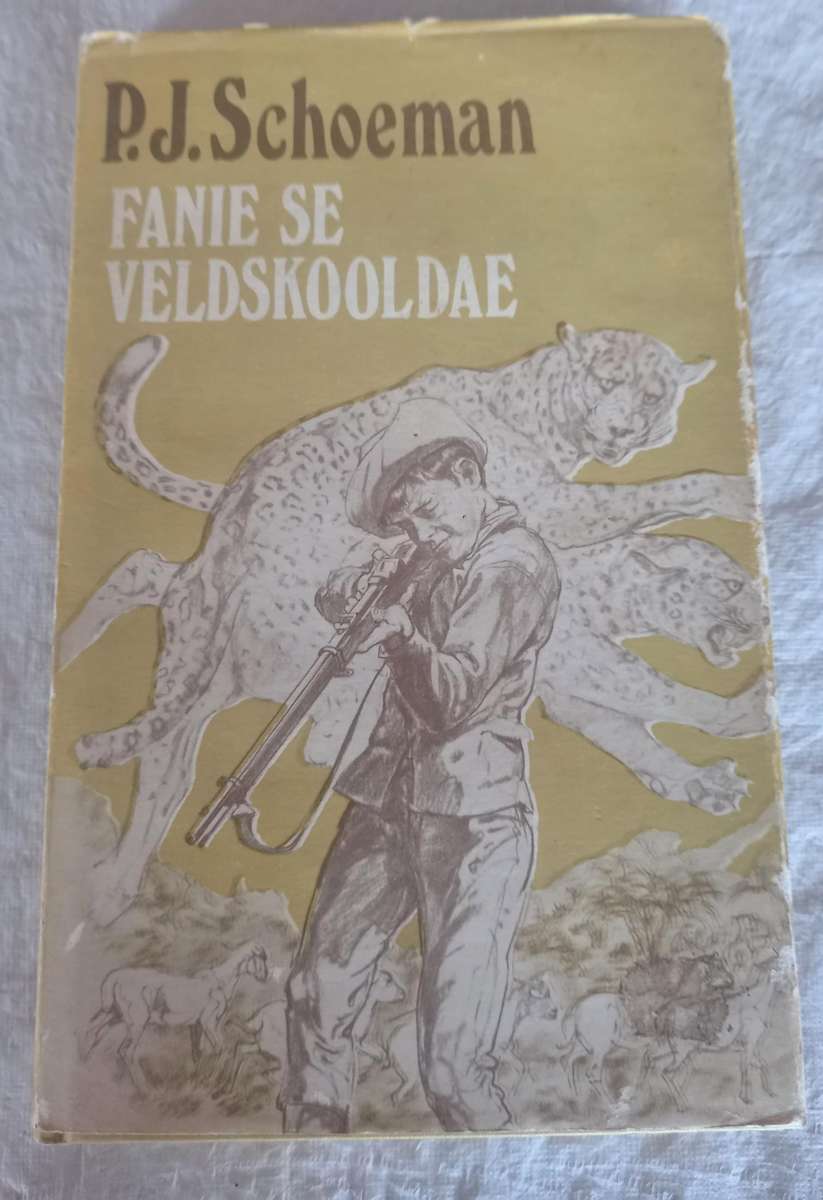 P.J. Schoeman
FANIE SE
VELDSKOOLDAE